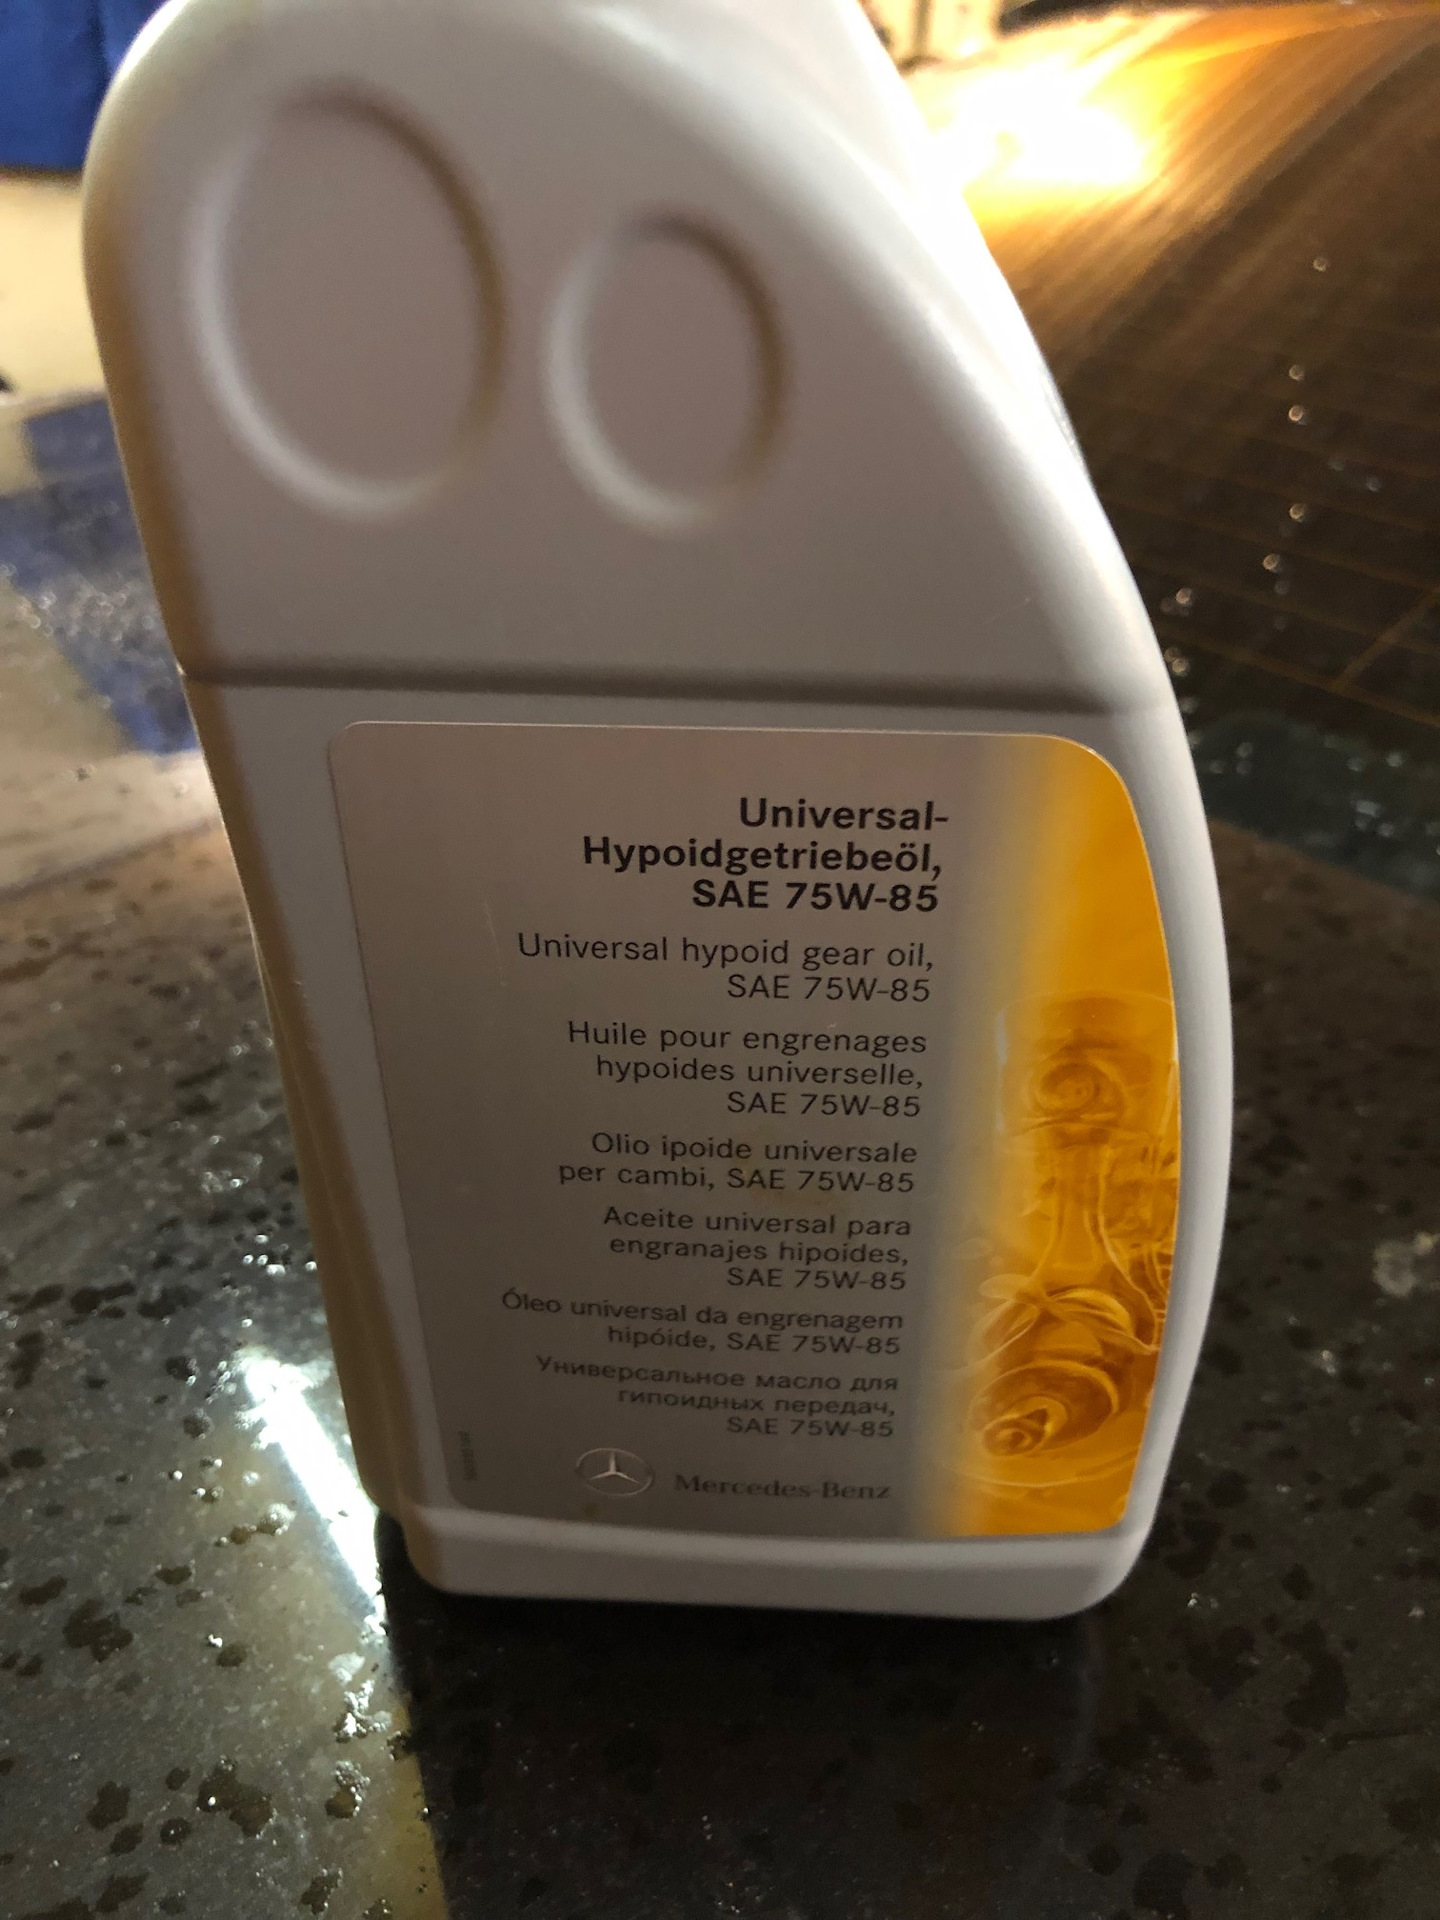 Universal-
Hypoidgetriebeöl,
SAE 75W-85
Universal hypoid gear oil,
SAE 75W-85
Huile pour engrenages
hypoides universelle,
SAE 75W-85
Olio ipoide universale
per cambi, SAE 75W-85
Aceite universal para
engranajes hipoides,
SAE 75W-85
Óleo universal da engrenagem
hipóide, SAE 75W-85
Универсальное масло для
гипоидных передач,
SAE 75W-85
Mercedes-Benz